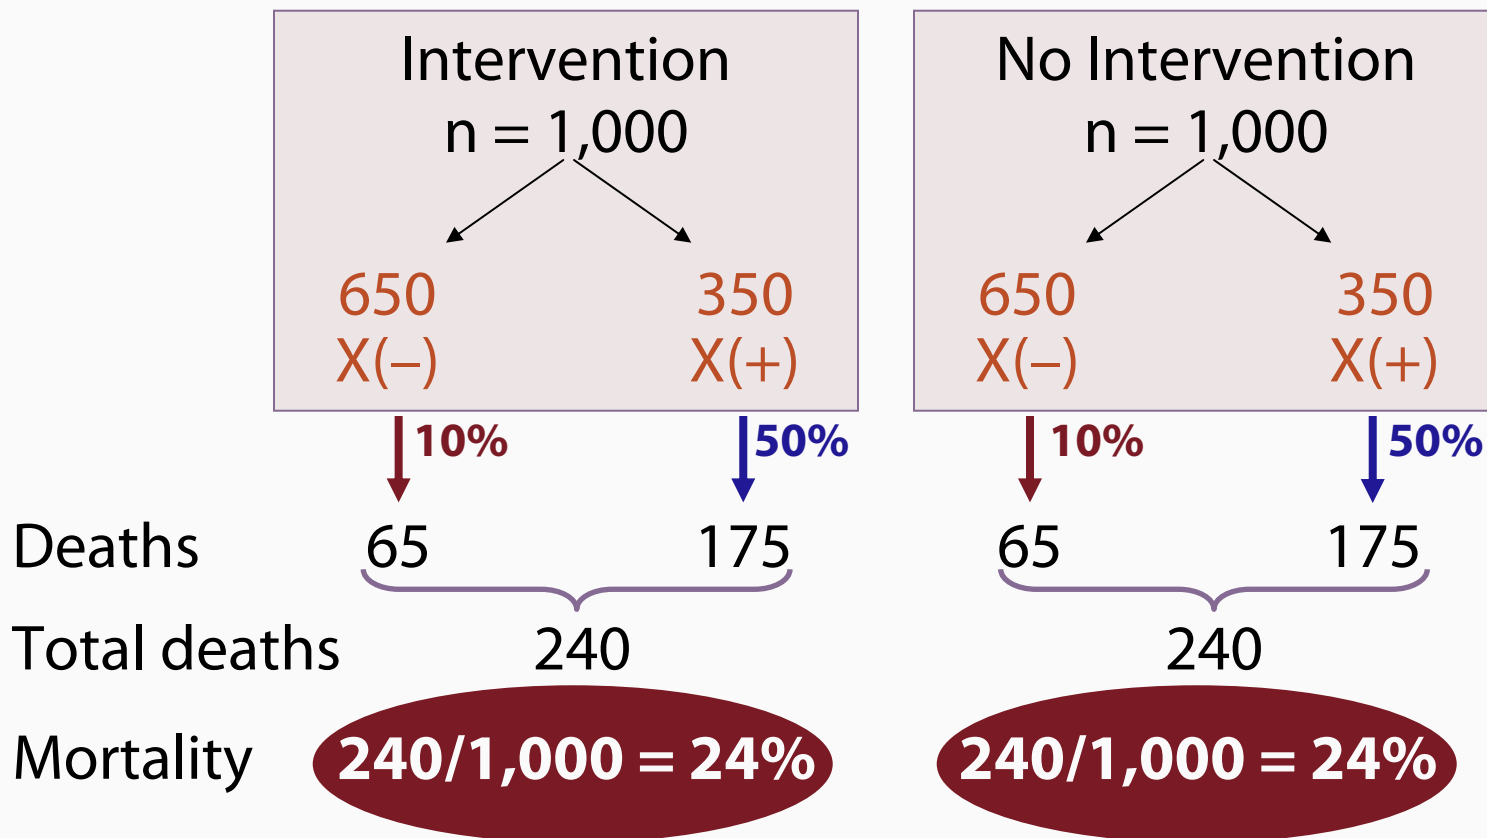 Intervention
n = 1,000
650
X(–)
350
X(+)
No Intervention
n = 1,000
650
X(–)
350
X(+)
10%
50%
10%
50%
Deaths 65 175 65 175
Total deaths 240 240
Mortality 240/1,000 = 24% 240/1,000 = 24%